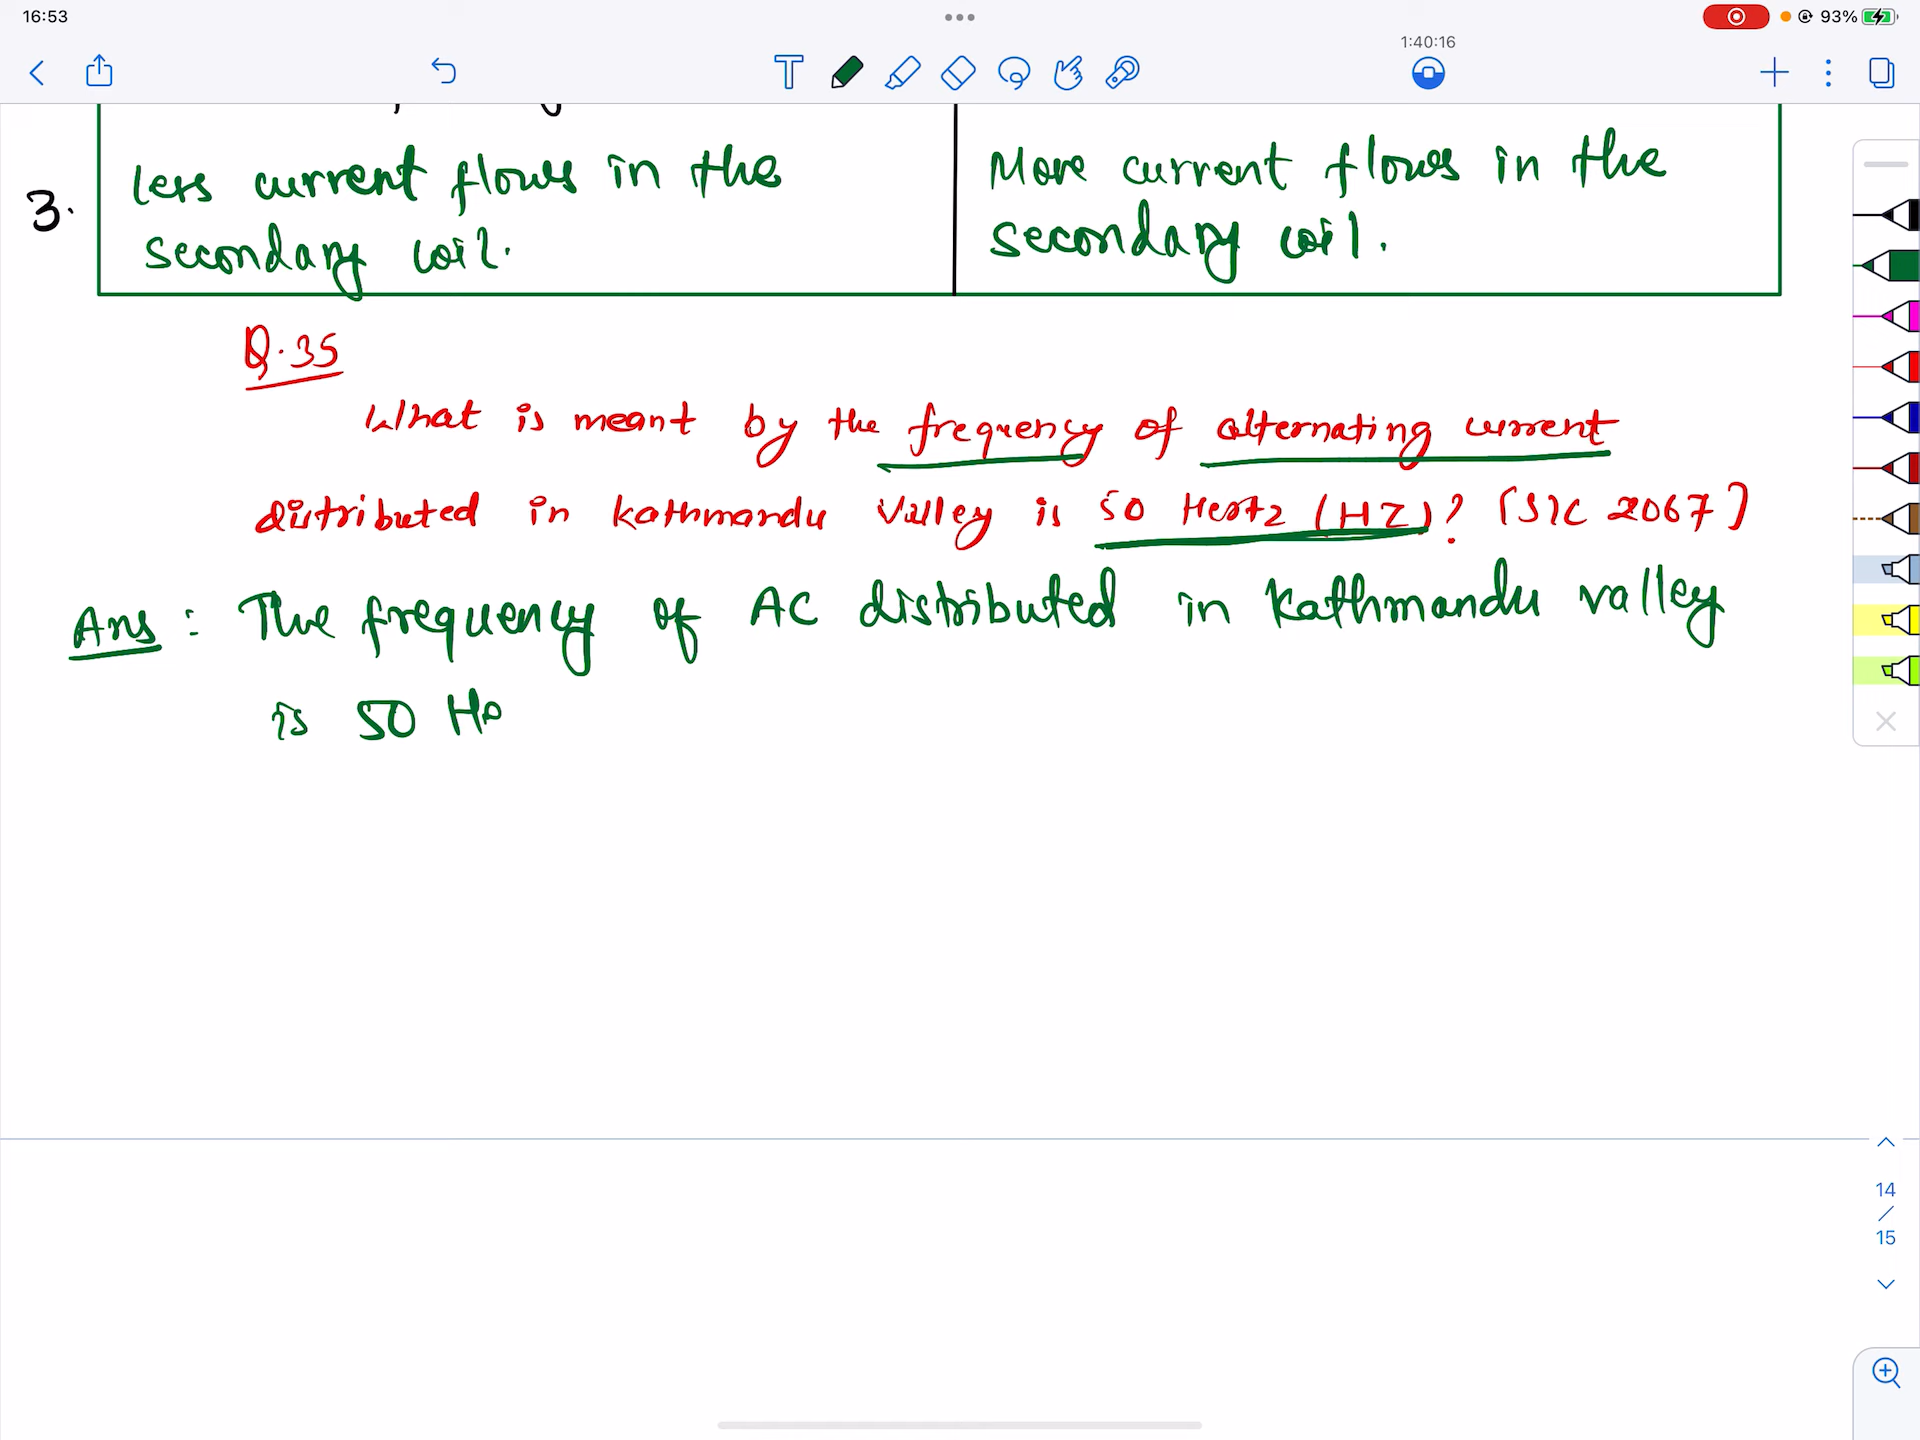 16:53
93%
1:40:16
3.
less current flows in the
secondary coil.
More current flows in the
secondary coil.
Q.35
What is meant by the frequency of alternating current
distributed in kathmandu Valley is 50 Hertz (HZ)? [SLC 2067]
Ans : The frequency of AC distributed in Kathmandu valley
is 50 He
14
/
15